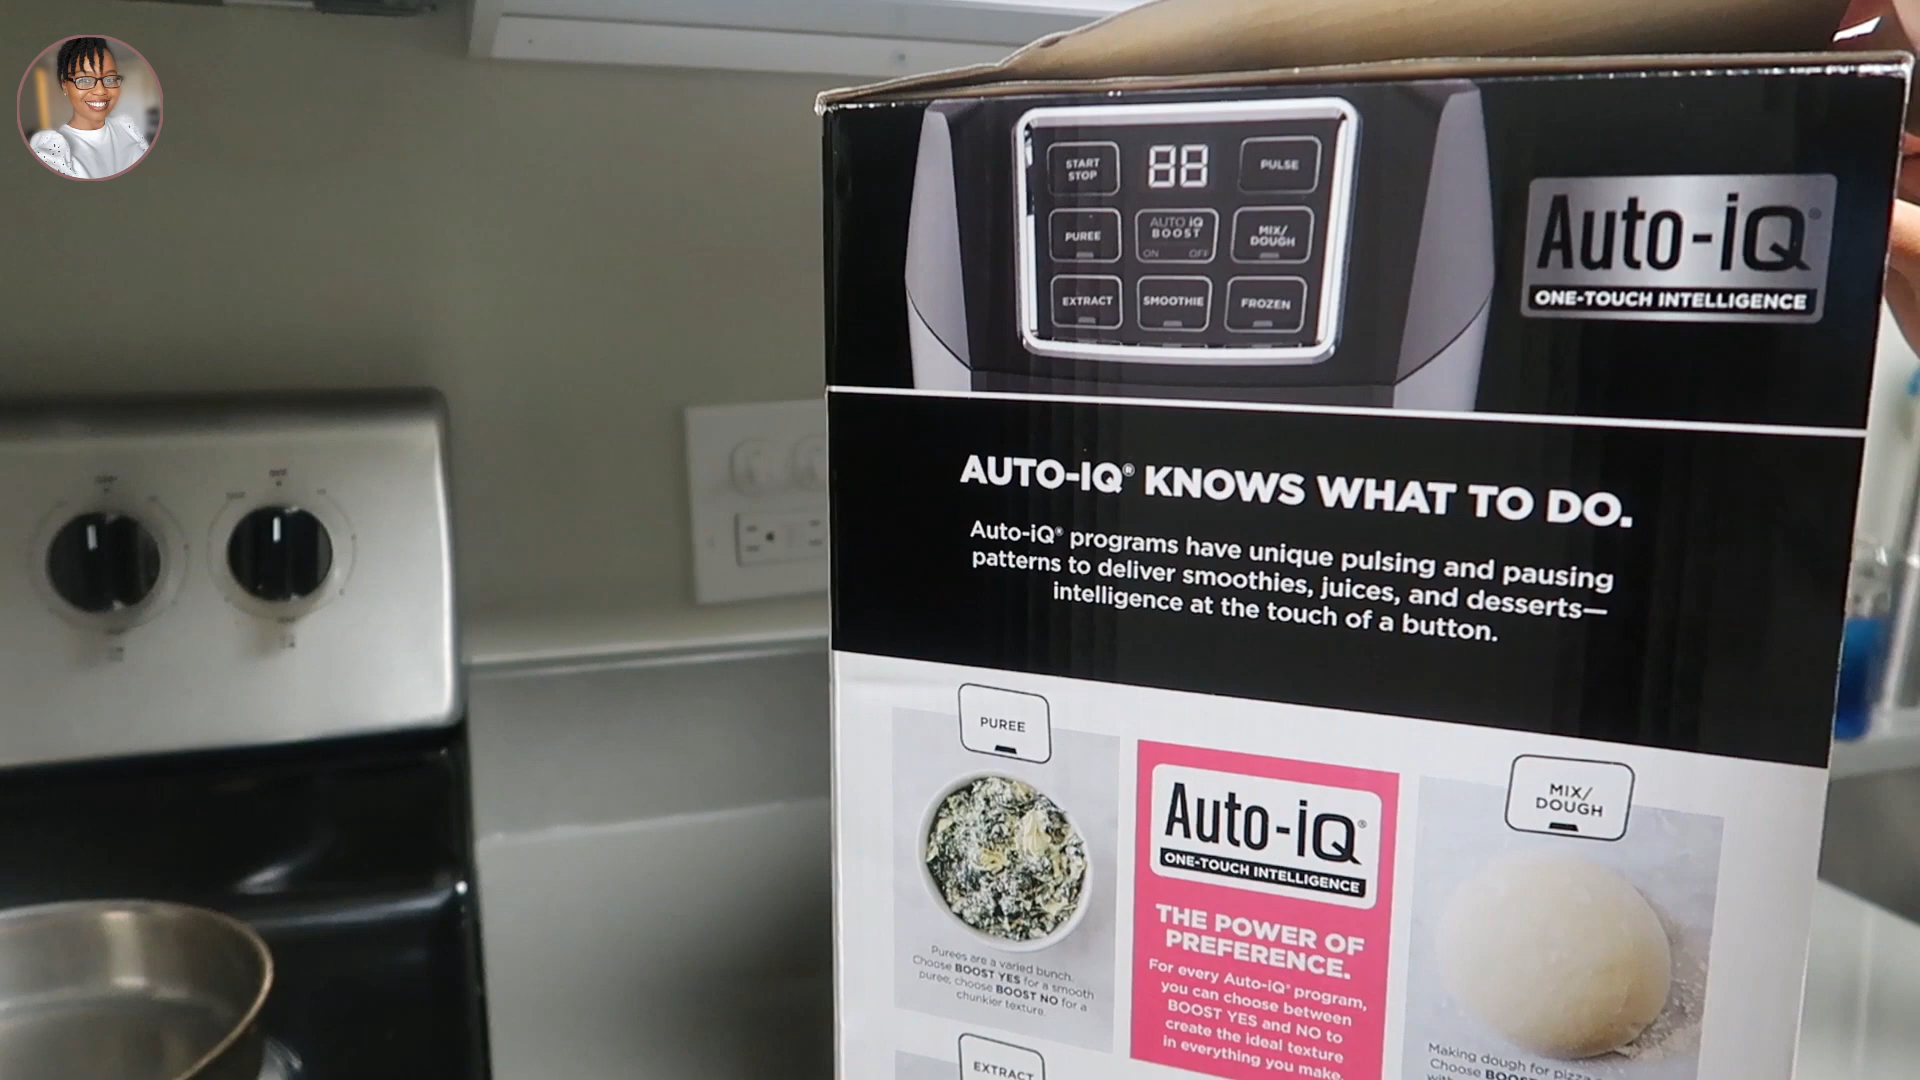 START
STOP
88
PULSE
PUREE
AUTO iQ
BOOST
ON OFF
MIX/
DOUGH
EXTRACT
SMOOTHIE
FROZEN
Auto-iQ®
ONE-TOUCH INTELLIGENCE
AUTO-IQ® KNOWS WHAT TO DO.
Auto-iQ® programs have unique pulsing and pausing
patterns to deliver smoothies, juices, and desserts—
intelligence at the touch of a button.
PUREE
Purees are a varied bunch.
Choose BOOST YES for a smooth
puree; choose BOOST NO for a
chunkier texture.
EXTRACT
Auto-iQ®
ONE-TOUCH INTELLIGENCE
THE POWER OF
PREFERENCE.
For every Auto-iQ® program,
you can choose between
BOOST YES and NO to
create the ideal texture
in everything you make.
MIX/
DOUGH
Making dough for pizza
Choose